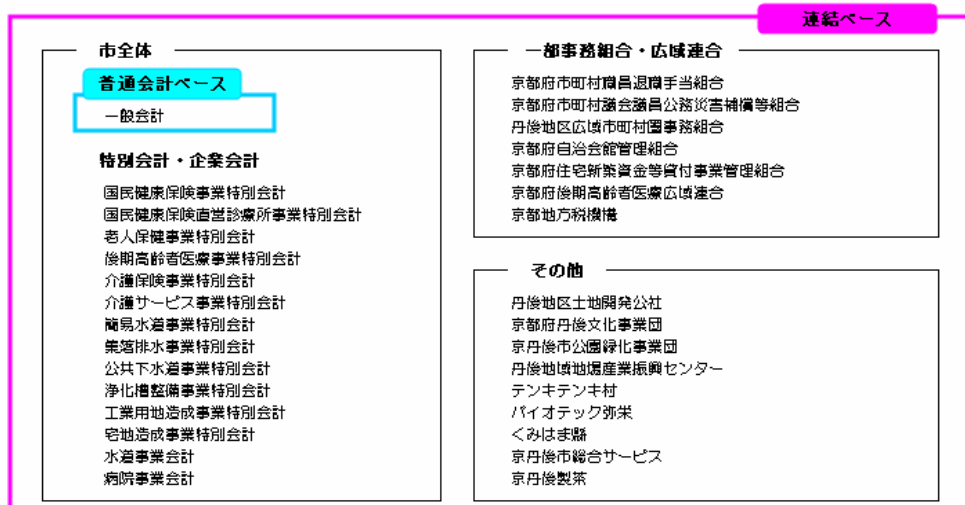 連結ベース
市全体
普通会計ベース
一般会計
特別会計・企業会計
国民健康保険事業特別会計
国民健康保険直営診療所事業特別会計
老人保健事業特別会計
後期高齢者医療事業特別会計
介護保険事業特別会計
介護サービス事業特別会計
簡易水道事業特別会計
集落排水事業特別会計
公共下水道事業特別会計
浄化槽整備事業特別会計
工業用地造成事業特別会計
宅地造成事業特別会計
水道事業会計
病院事業会計
一部事務組合・広域連合
京都府市町村職員退職手当組合
京都府市町村議会議員公務災害補償等組合
丹後地区広域市町村圏事務組合
京都府自治会館管理組合
京都府住宅新築資金等貸付事業管理組合
京都府後期高齢者医療広域連合
京都地方税機構
その他
丹後地区土地開発公社
京都府丹後文化事業団
京丹後市公園緑化事業団
丹後地域地場産業振興センター
テンキテンキ村
バイオテック弥栄
くみはま縣
京丹後市総合サービス
京丹後製茶